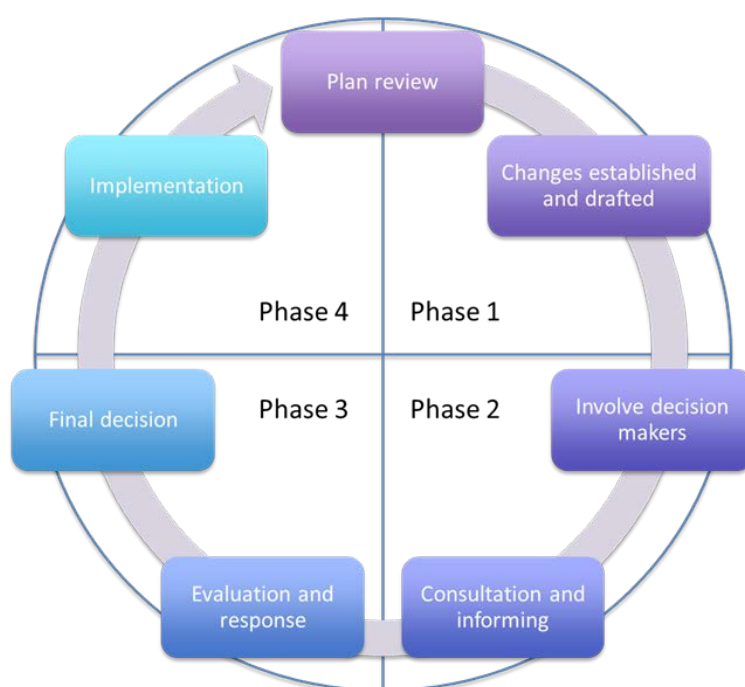 Plan review
Changes established
and drafted
Implementation
Phase 4
Phase 1
Phase 3
Phase 2
Final decision
Involve decision
makers
Evaluation and
response
Consultation and
informing